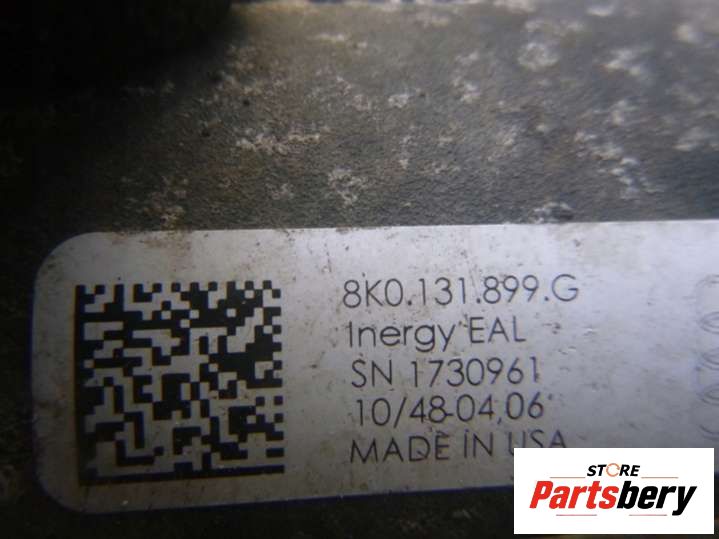 8K0.131.899.G
Inergy EAL
SN 1730961
10/48-04,06
MADE IN USA
STORE
Partsbery